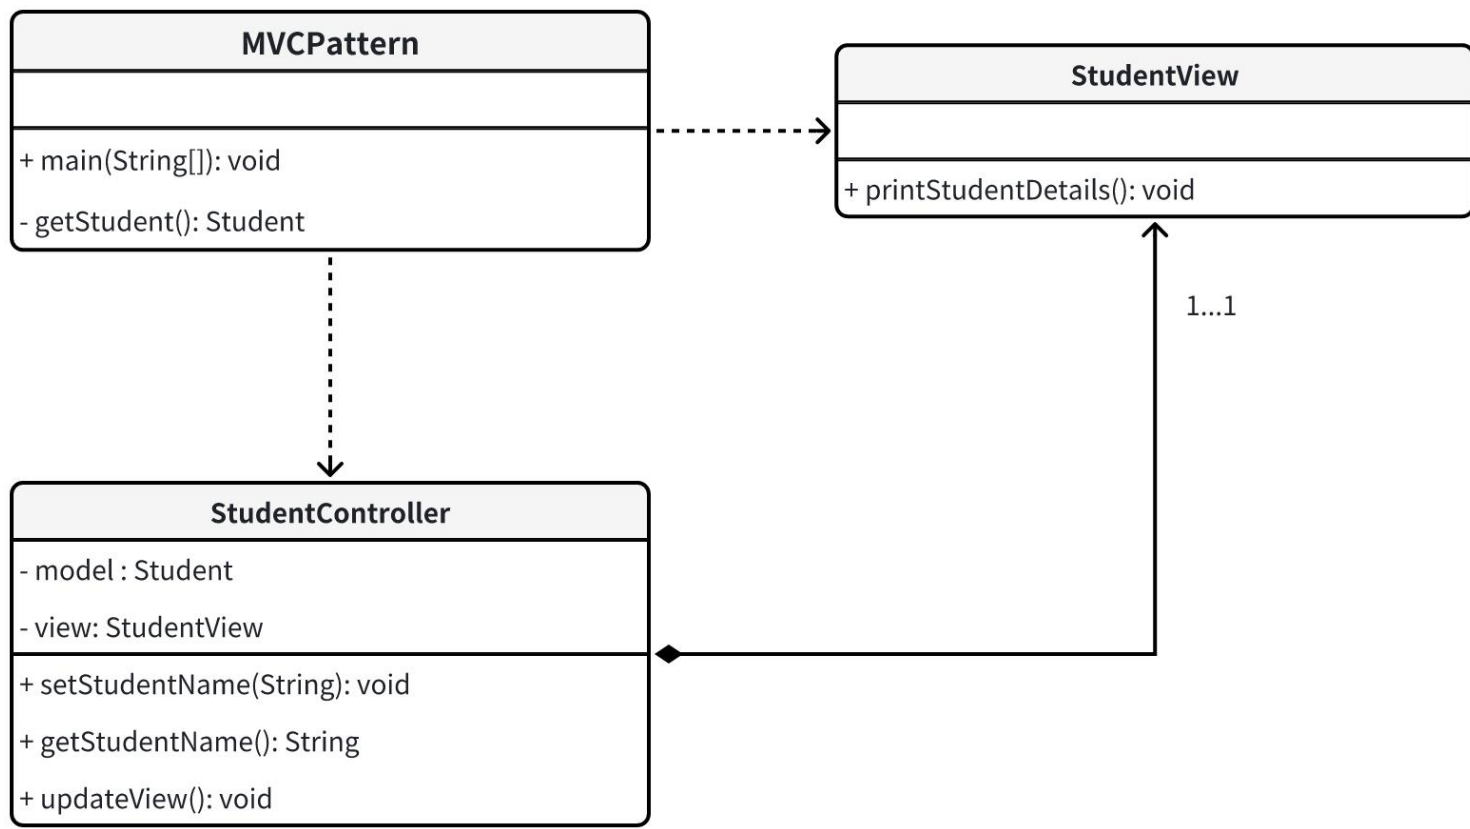 MVCPattern
+ main(String[]): void
- getStudent(): Student
StudentView
+ printStudentDetails(): void
1...1
StudentController
- model : Student
- view: StudentView
+ setStudentName(String): void
+ getStudentName(): String
+ updateView(): void